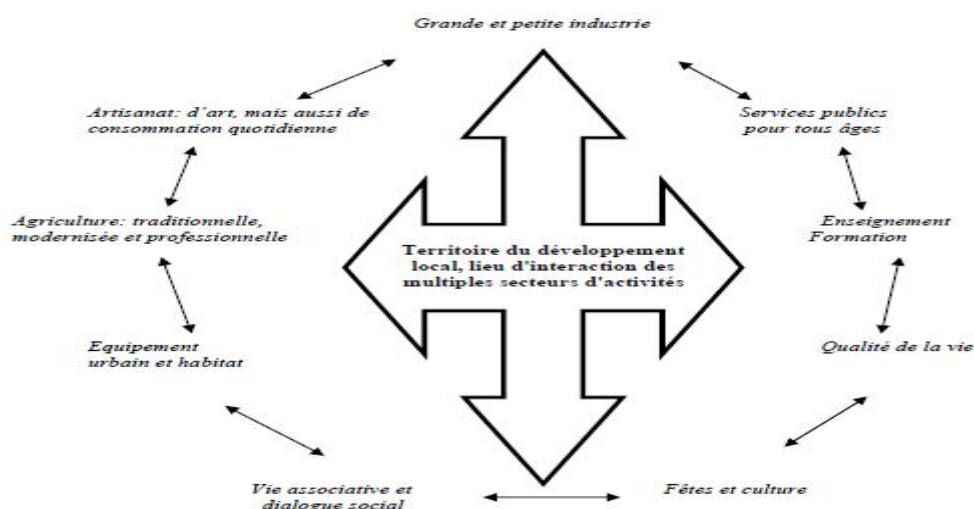 Grande et petite industrie
Artisanat: d'art, mais aussi de
consommation quotidienne
Services publics
pour tous âges
Agriculture: traditionnelle,
modernisée et professionnelle
Enseignement
Formation
Territoire du développement
local, lieu d'interaction des
multiples secteurs d'activités
Equipement
urbain et habitat
Qualité de la vie
Vie associative et
dialogue social
Fêtes et culture